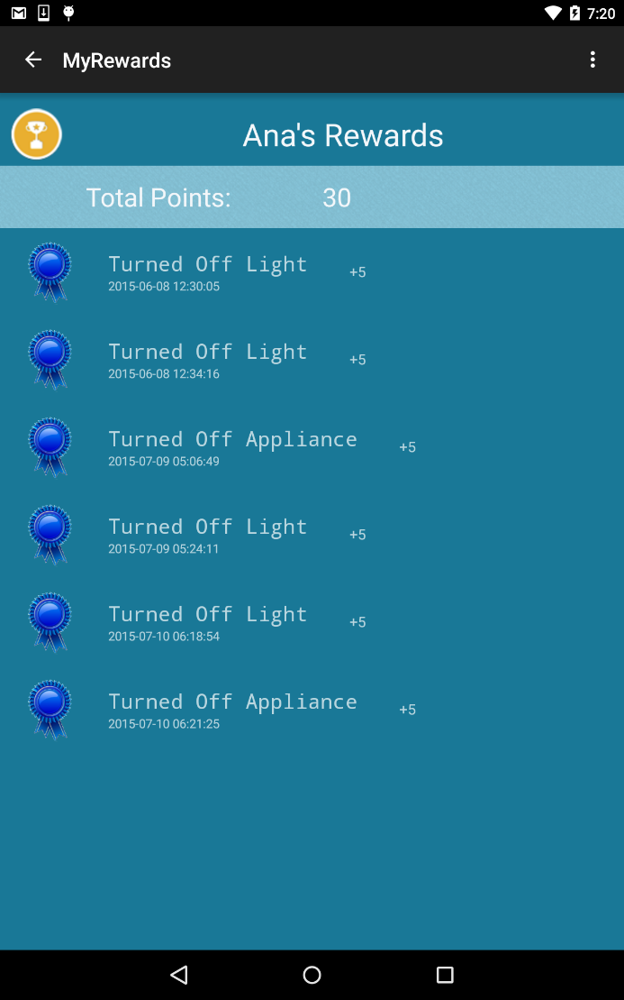 7:20
MyRewards
Ana's Rewards
Total Points: 30
Turned Off Light +5
2015-06-08 12:30:05
Turned Off Light +5
2015-06-08 12:34:16
Turned Off Appliance +5
2015-07-09 05:06:49
Turned Off Light +5
2015-07-09 05:24:11
Turned Off Light +5
2015-07-10 06:18:54
Turned Off Appliance +5
2015-07-10 06:21:25